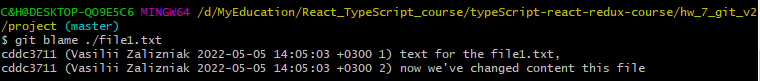 C&H@DESKTOP-QO9E5C6 MINGW64 /d/MyEducation/React_TypeScript_course/typeScript-react-redux-course/hw_7_git_v2
/project (master)
$ git blame ./file1.txt
cddc3711 (Vasilii Zalizniak 2022-05-05 14:05:03 +0300 1) text for the file1.txt,
cddc3711 (Vasilii Zalizniak 2022-05-05 14:05:03 +0300 2) now we've changed content this file